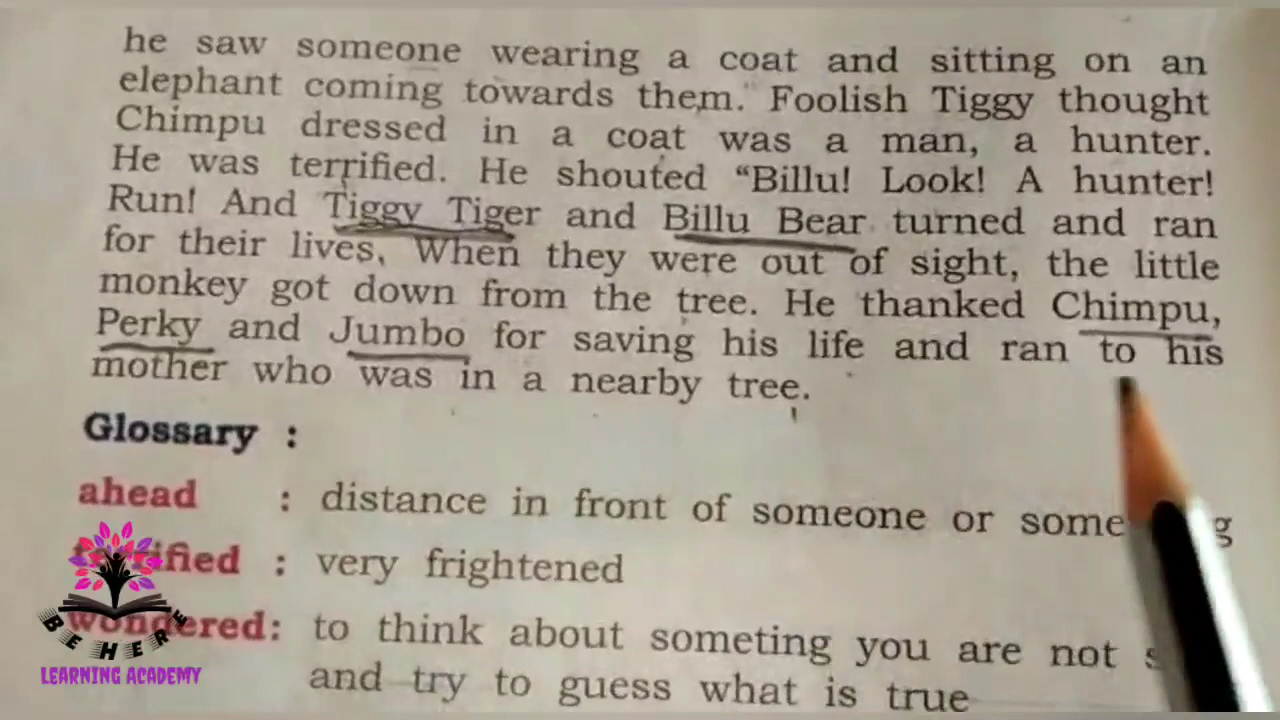 he saw someone wearing a coat and sitting on an
elephant coming towards them. Foolish Tiggy thought
Chimpu dressed in a coat was a man, a hunter.
He was terrified. He shouted “Billu! Look! A hunter!
Run! And Tiggy Tiger and Billu Bear turned and ran
for their lives, When they were out of sight, the little
monkey got down from the tree. He thanked Chimpu,
Perky and Jumbo for saving his life and ran to his
mother who was in a nearby tree.
Glossary :
ahead : distance in front of someone or
: very frightened
wondered: to think about someting you are not
and try to guess what is true
BE HERE
LEARNING ACADEMY